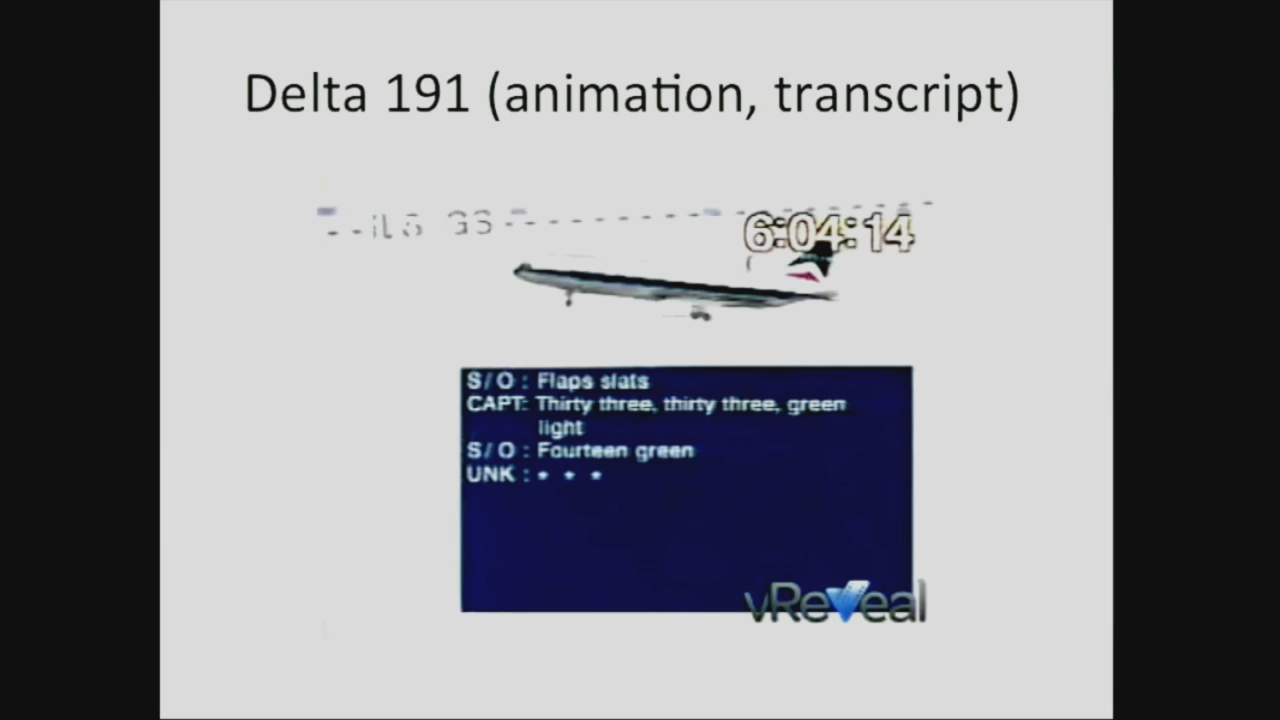 Delta 191 (animation, transcript)
6:04:14
S/O : Flaps slats
CAPT: Thirty three, thirty three, green
light
S/O : Fourteen green
UNK : * * *
vReveal